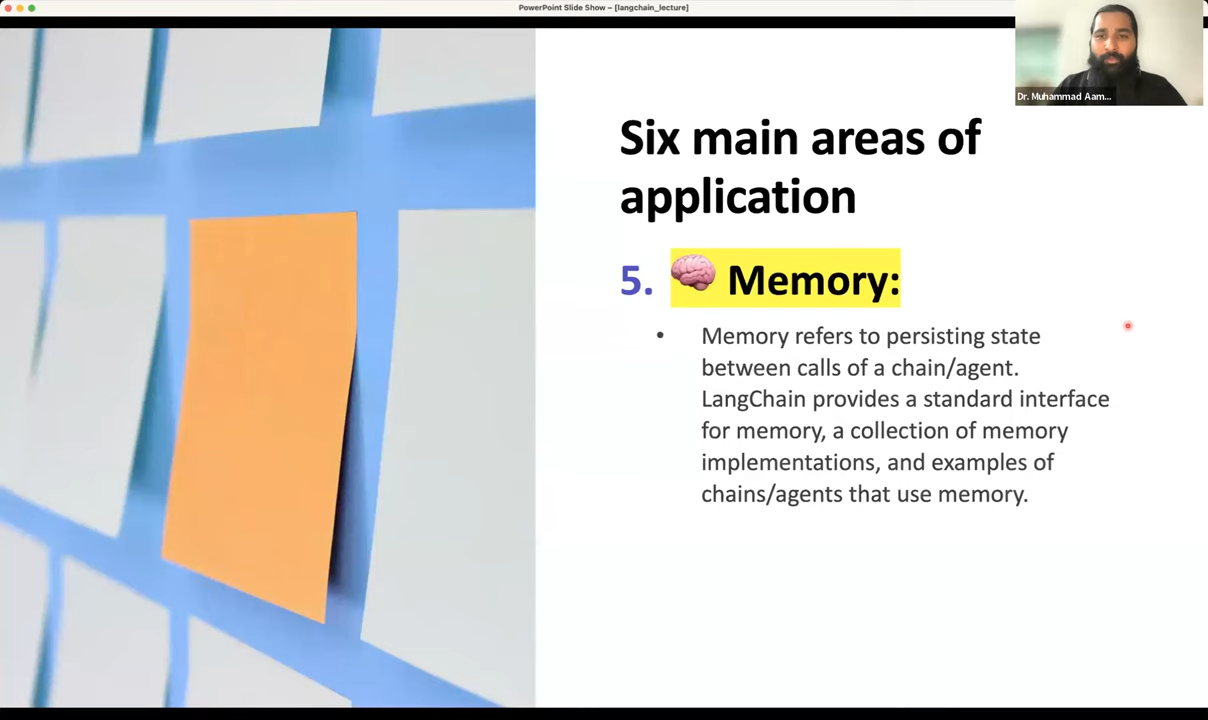 PowerPoint Slide Show – [langchain_lecture]
Dr. Muhammad Aam...
Six main areas of
application
5. 🧠 Memory:
• Memory refers to persisting state
between calls of a chain/agent.
LangChain provides a standard interface
for memory, a collection of memory
implementations, and examples of
chains/agents that use memory.